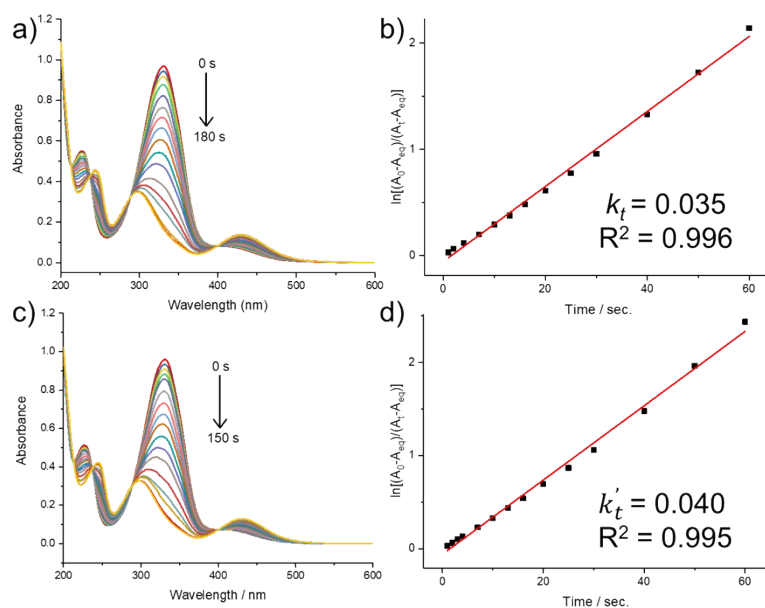 a)
1.2
1.0
0.8
0.6
0.4
0.2
0.0
Absorbance
0 s
180 s
200 300 400 500 600
Wavelength (nm)
b)
2
1
0
ln[(A₀-Aeq)/(At-Aeq)]
kt = 0.035
R² = 0.996
0 20 40 60
Time / sec.
c)
1.2
1.0
0.8
0.6
0.4
0.2
0.0
Absorbance
0 s
150 s
200 300 400 500 600
Wavelength / nm
d)
2
1
0
ln[(A₀-Aeq)/(At-Aeq)]
k't = 0.040
R² = 0.995
0 20 40 60
Time / sec.